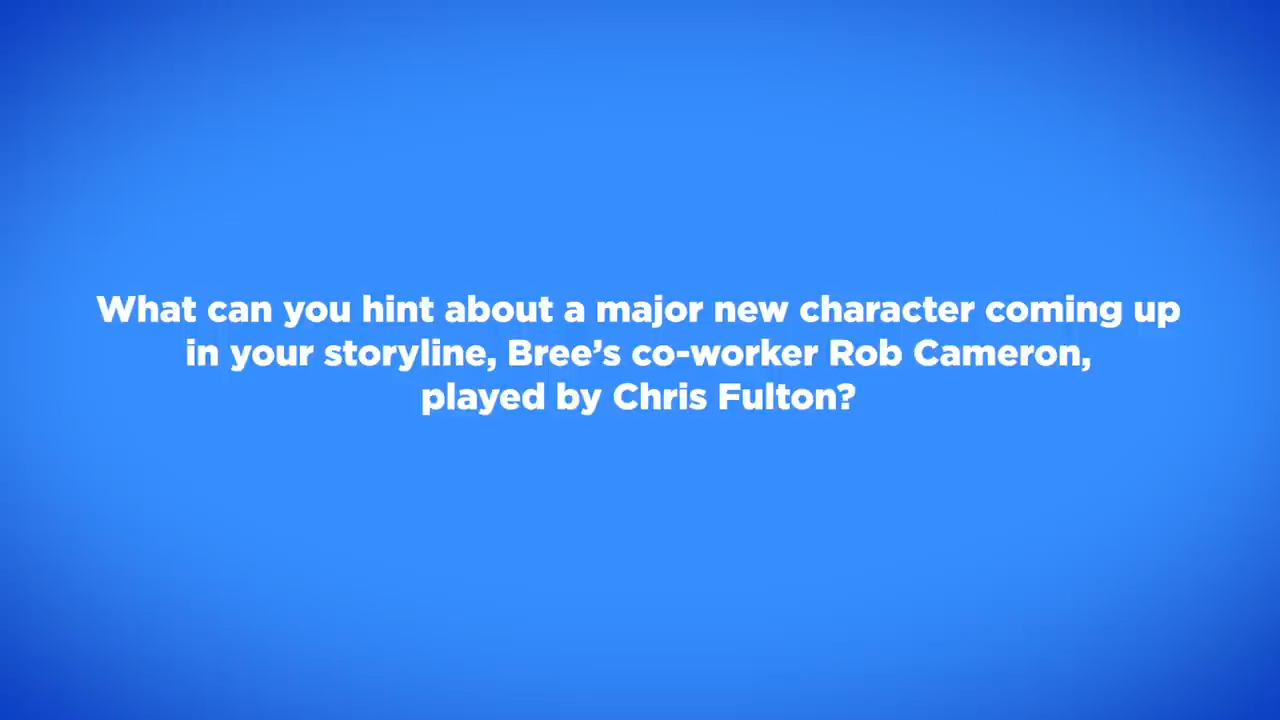 What can you hint about a major new character coming up
in your storyline, Bree’s co-worker Rob Cameron,
played by Chris Fulton?